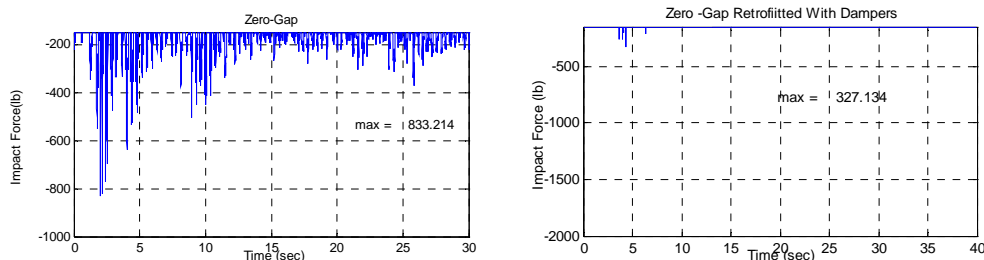 Zero-Gap
Impact Force(lb)
-200
-400
-600
-800
-1000
max = 833.214
0 5 10 15 20 25 30
Time (sec)
Zero -Gap Retrofiitted With Dampers
Impact Force (lb)
-500
-1000
-1500
-2000
max = 327.134
0 5 10 15 20 25 30 35 40
Time (sec)